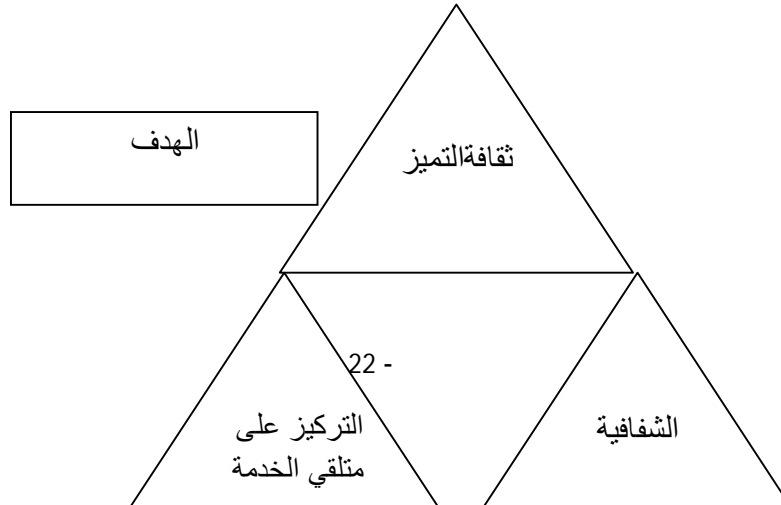 الهدف
ثقافةالتميز
22 -
الشفافية
التركيز على
متلقي الخدمة